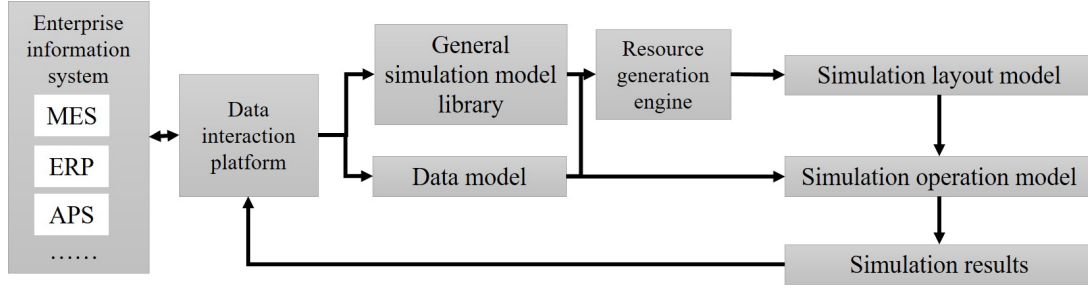 Enterprise
information
system
MES
ERP
APS
……
Data
interaction
platform
General
simulation model
library
Data model
Resource
generation
engine
Simulation layout model
Simulation operation model
Simulation results